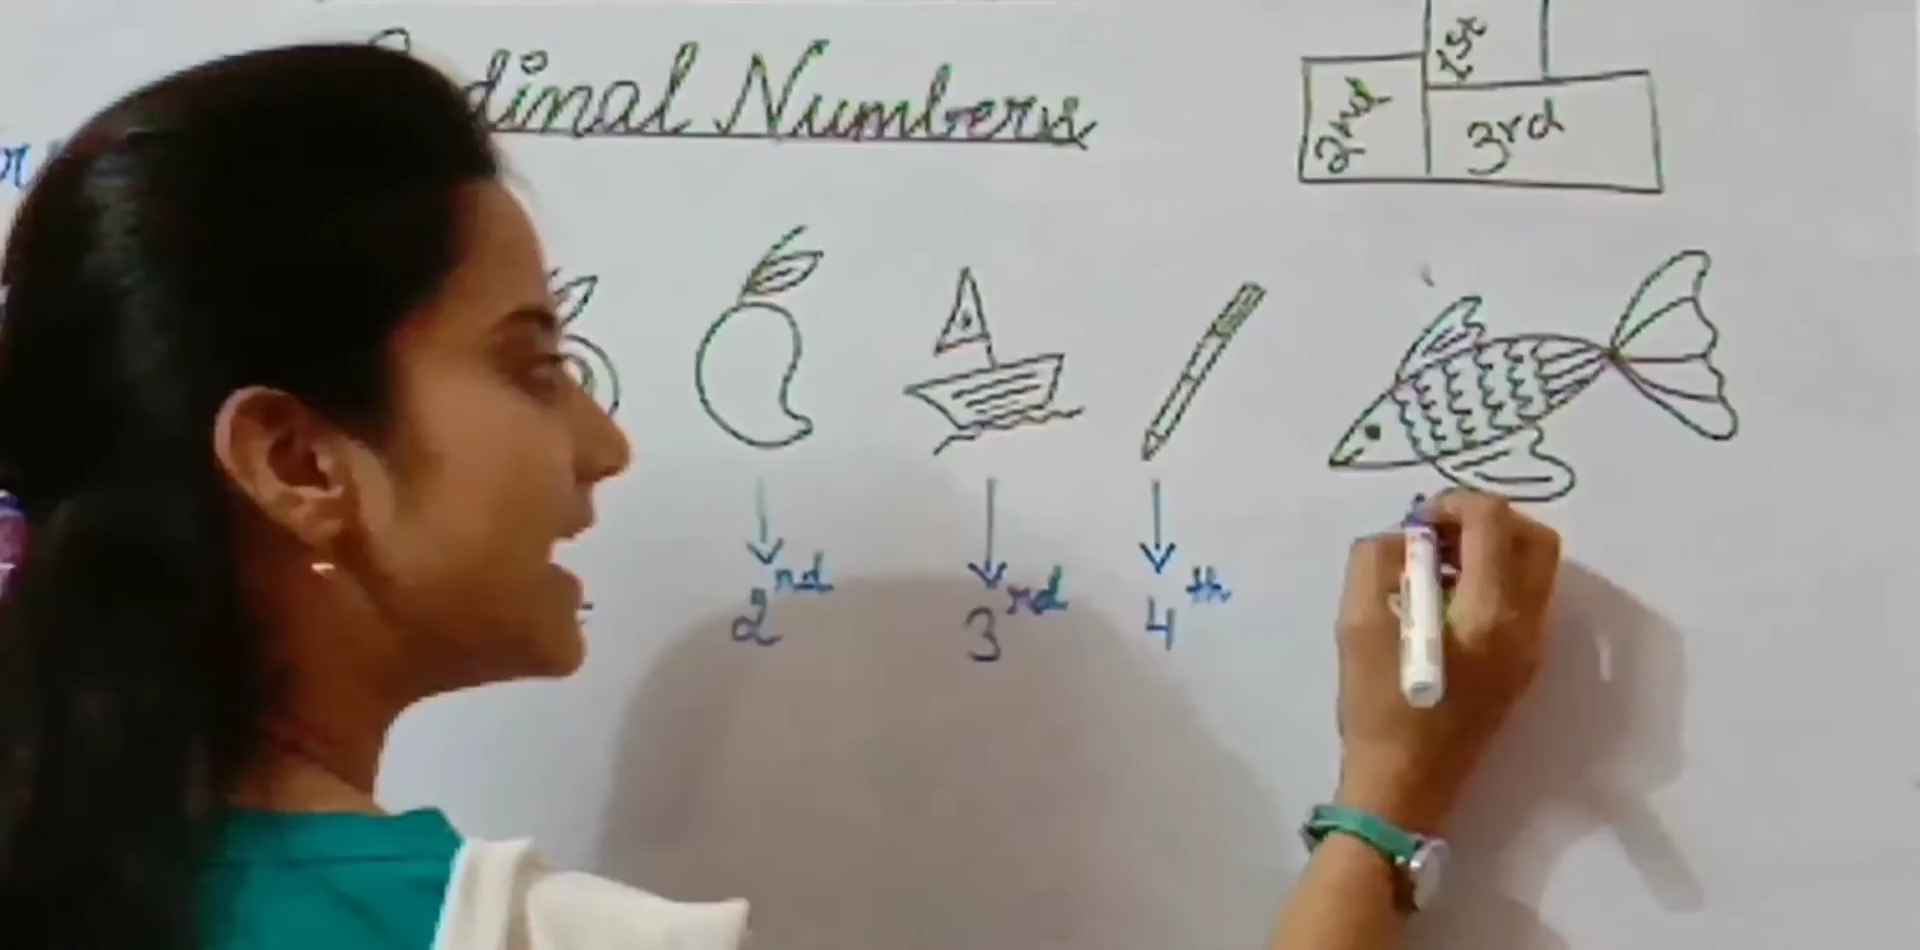 dinal Numbers
1st
2nd
3rd
2nd
3rd
4th